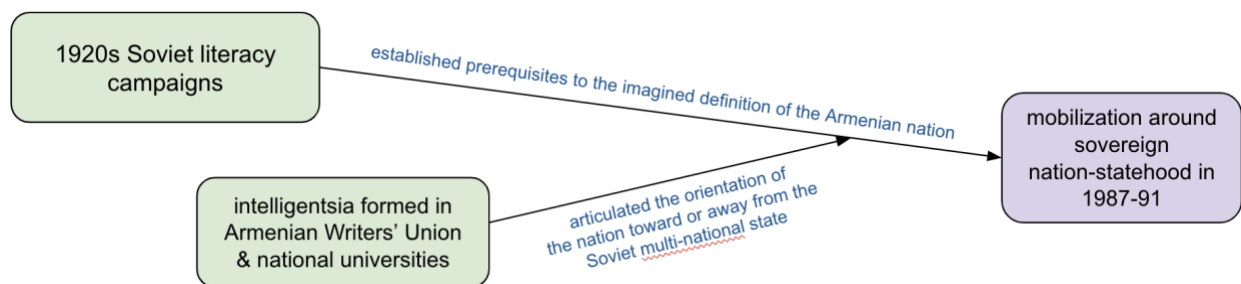 1920s Soviet literacy
campaigns
established prerequisites to the imagined definition of the Armenian nation
mobilization around
sovereign
nation-statehood in
1987-91
intelligentsia formed in
Armenian Writers’ Union
& national universities
articulated the orientation of
the nation toward or away from the
Soviet multi-national state